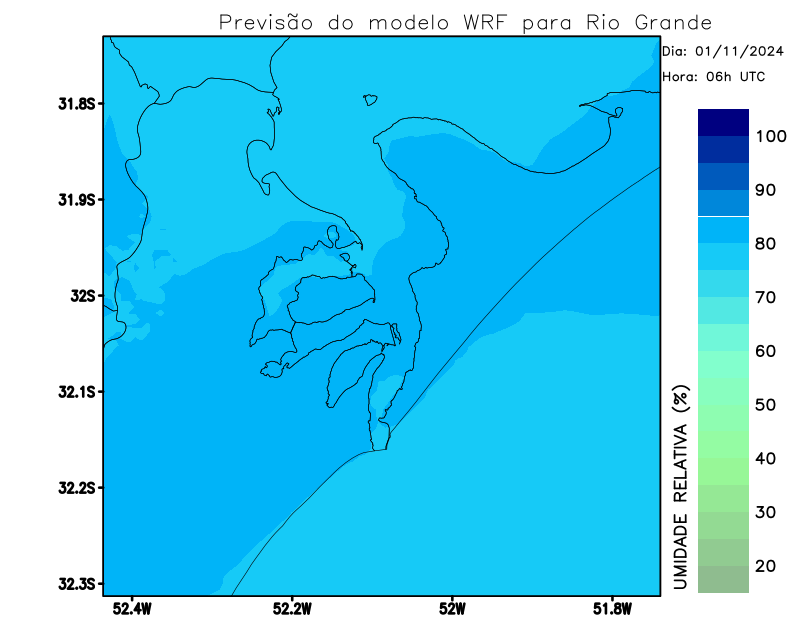 Previsão do modelo WRF para Rio Grande
Dia: 01/11/2024
Hora: 06h UTC
31.8S
31.9S
32S
32.1S
32.2S
32.3S
52.4W
52.2W
52W
51.8W
100
90
80
70
60
50
40
30
20
UMIDADE RELATIVA (%)